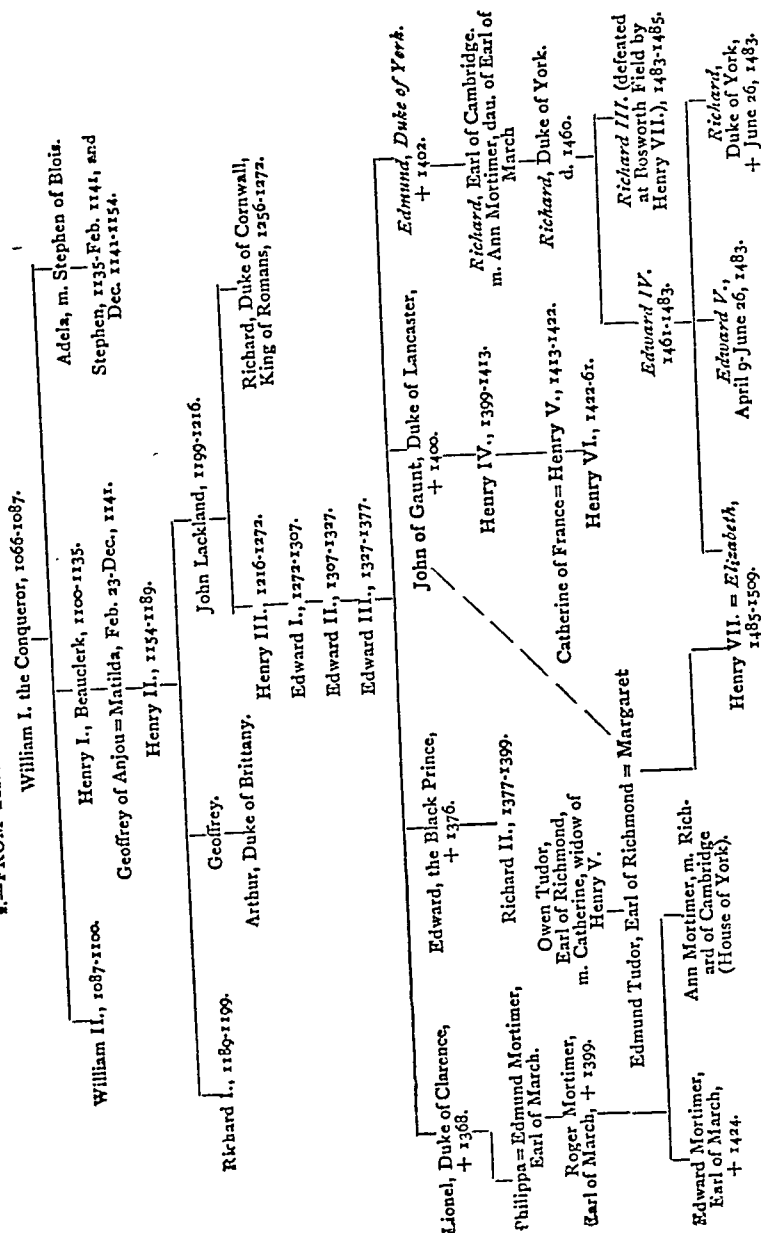 William I. the Conqueror, 1066-1087.
William II., 1087-1100.
Henry I., Beauclerk, 1100-1135.
Geoffrey of Anjou=Matilda, Feb. 23-Dec., 1141.
Henry II., 1154-1189.
Adela, m. Stephen of Blois.
Stephen, 1135-Feb. 1141, and
Dec. 1141-1154.
Richard I., 1189-1199.
Geoffrey.
Arthur, Duke of Brittany.
John Lackland, 1199-1216.
Henry III., 1216-1272.
Edward I., 1272-1307.
Edward II., 1307-1327.
Edward III., 1327-1377.
Richard, Duke of Cornwall,
King of Romans, 1256-1272.
Lionel, Duke of Clarence,
+ 1368.
Philippa=Edmund Mortimer,
Earl of March.
Roger Mortimer,
Earl of March, + 1399.
Edward, the Black Prince,
+ 1376.
Richard II., 1377-1399.
John of Gaunt, Duke of Lancaster,
+ 1400.
Henry IV., 1399-1413.
Catherine of France=Henry V., 1413-1422.
Henry VI., 1422-61.
Edmund, Duke of York.
+ 1402.
Richard, Earl of Cambridge.
m. Ann Mortimer, dau. of Earl of
March
Richard, Duke of York.
d. 1460.
Owen Tudor,
Earl of Richmond,
m. Catherine, widow of
Henry V.
Edmund Tudor, Earl of Richmond = Margaret
Edward IV.
1461-1483.
Richard III. (defeated
at Bosworth Field by
Henry VII.), 1483-1485.
Edward Mortimer,
Earl of March,
+ 1424.
Ann Mortimer, m. Rich-
ard of Cambridge
(House of York).
Henry VII. = Elizabeth,
1485-1509.
Edward V.,
April 9-June 26, 1483.
Richard,
Duke of York,
+ June 26, 1483.